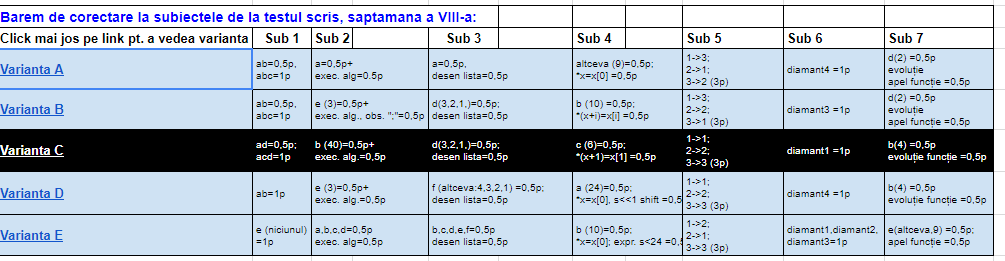 Barem de corectare la subiectele de la testul scris, saptamana a VIII-a:
Click mai jos pe link pt. a vedea varianta Sub 1 Sub 2 Sub 3 Sub 4 Sub 5 Sub 6 Sub 7
Varianta A
ab=0,5p,
abc=1p
a=0,5p+
exec. alg=0.5p
a=0,5p,
desen lista=0,5p
altceva (9)=0,5p;
*x=x[0] =0,5p
1->3;
2->1;
3->2 (3p)
diamant4 =1p
d(2) =0,5p
evoluție
apel funcție =0,5p
Varianta B
ab=0,5p,
abc=1p
e (3)=0,5p+
exec. alg., obs. ";"=0,5p
d(3,2,1,)=0,5p;
desen lista=0,5p
b (10) =0,5p;
*(x+i)=x[i] =0,5p
1->3;
2->2;
3->1 (3p)
diamant3 =1p
d(2) =0,5p
evoluție
apel funcție =0,5p
Varianta C
ad=0,5p;
acd=1p
b (40)=0,5p+
exec. alg.=0,5p
d(3,2,1,)=0,5p;
desen lista=0,5p
c (6)=0,5p;
*(x+1)=x[1] =0,5p
1->1;
2->2;
3->3 (3p)
diamant1 =1p
b(4) =0,5p
evoluție funcție =0,5p
Varianta D
ab=1p
e (3)=0,5p+
exec. alg.=0,5p
f (altceva:4,3,2,1) =0,5p;
desen lista=0,5p
a (24)=0,5p;
*x=x[0], s<<1 shift =0,5
1->1;
2->2;
3->3 (3p)
diamant4 =1p
b(4) =0,5p
evoluție funcție =0,5p
Varianta E
e (niciunul)
=1p
a,b,c,d=0,5p
exec. alg=0,5p
b,c,d,e,f=0,5p
desen lista=0,5p
b (10)=0,5p;
*x=x[0]; expr. s<24 =0,5
1->2;
2->1;
3->3 (3p)
diamant1,diamant2,
diamant3=1p
e(altceva,9) =0,5p;
apel funcție =0,5p